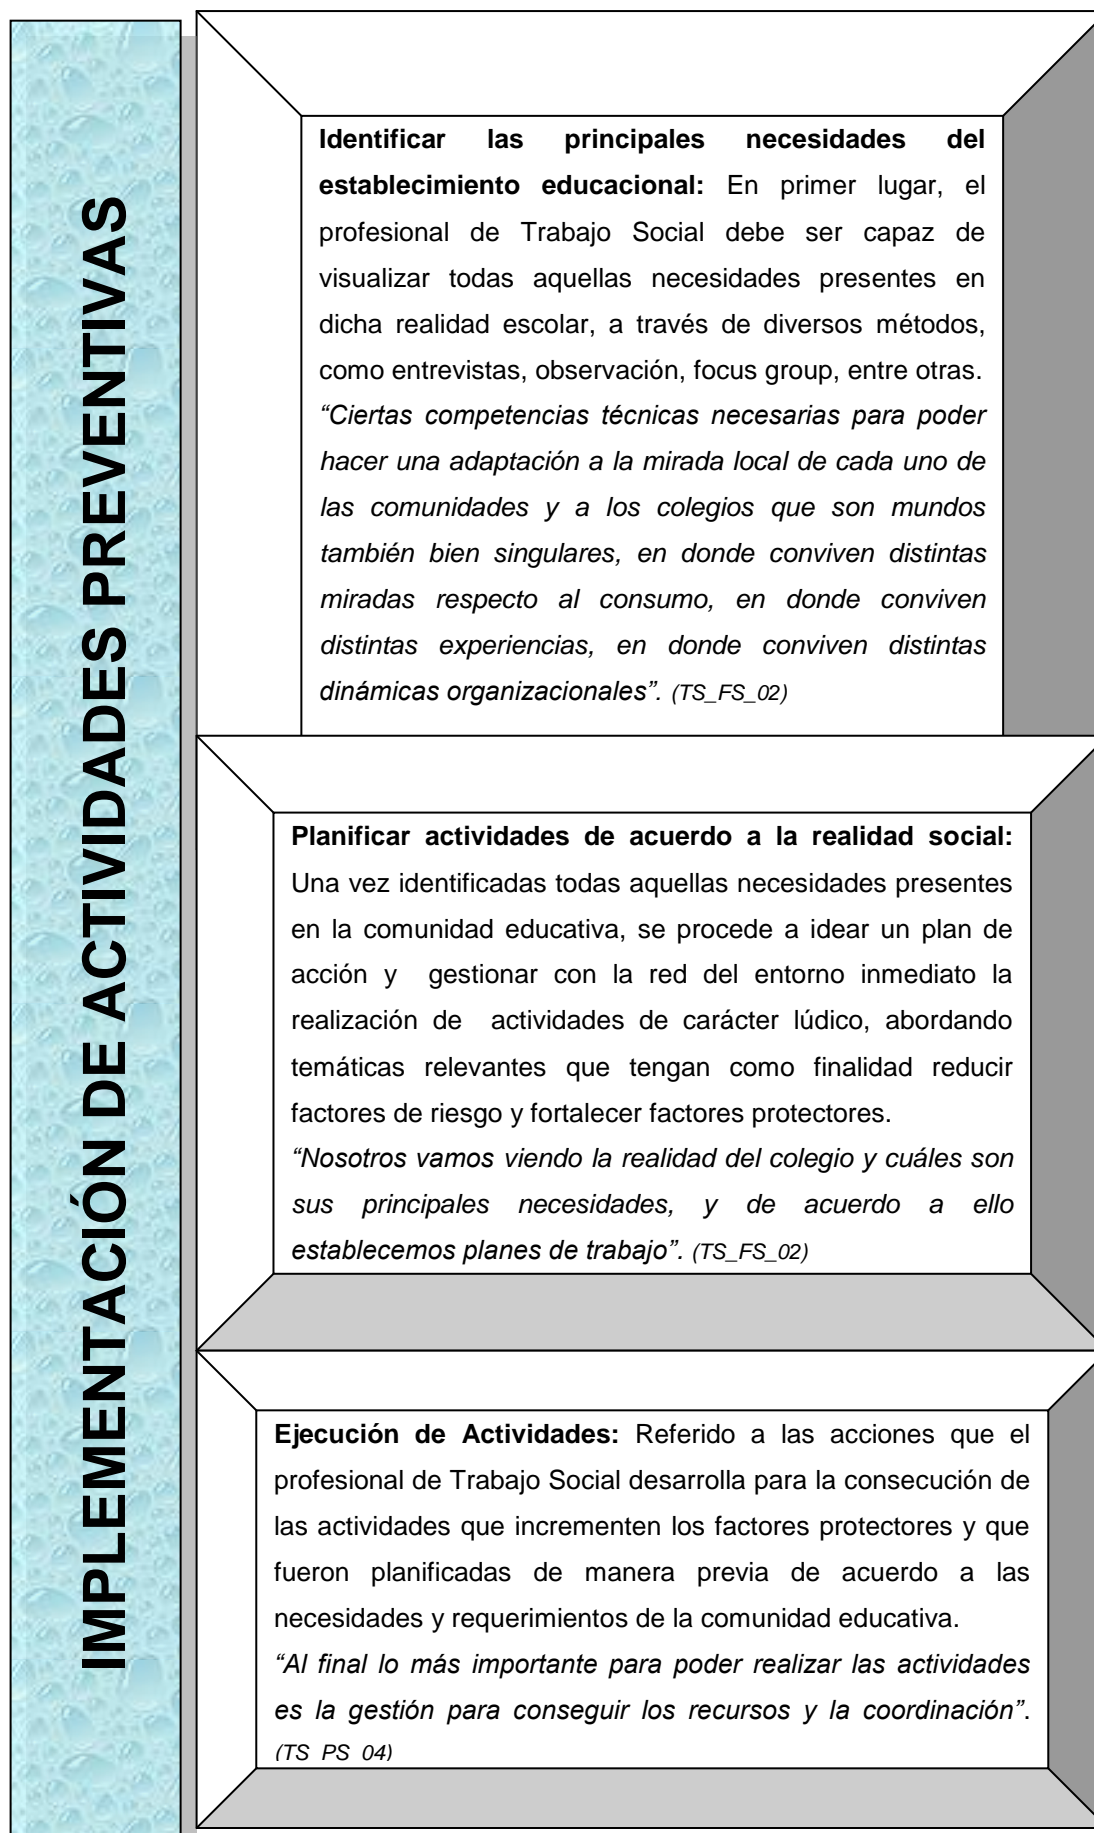 IMPLEMENTACIÓN DE ACTIVIDADES PREVENTIVAS
Identificar las principales necesidades del
establecimiento educacional: En primer lugar, el
profesional de Trabajo Social debe ser capaz de
visualizar todas aquellas necesidades presentes en
dicha realidad escolar, a través de diversos métodos,
como entrevistas, observación, focus group, entre otras.
“Ciertas competencias técnicas necesarias para poder
hacer una adaptación a la mirada local de cada uno de
las comunidades y a los colegios que son mundos
también bien singulares, en donde conviven distintas
miradas respecto al consumo, en donde conviven
distintas experiencias, en donde conviven distintas
dinámicas organizacionales”. (TS_FS_02)
Planificar actividades de acuerdo a la realidad social:
Una vez identificadas todas aquellas necesidades presentes
en la comunidad educativa, se procede a idear un plan de
acción y gestionar con la red del entorno inmediato la
realización de actividades de carácter lúdico, abordando
temáticas relevantes que tengan como finalidad reducir
factores de riesgo y fortalecer factores protectores.
“Nosotros vamos viendo la realidad del colegio y cuáles son
sus principales necesidades, y de acuerdo a ello
establecemos planes de trabajo”. (TS_FS_02)
Ejecución de Actividades: Referido a las acciones que el
profesional de Trabajo Social desarrolla para la consecución de
las actividades que incrementen los factores protectores y que
fueron planificadas de manera previa de acuerdo a las
necesidades y requerimientos de la comunidad educativa.
“Al final lo más importante para poder realizar las actividades
es la gestión para conseguir los recursos y la coordinación”.
(TS_PS_04)